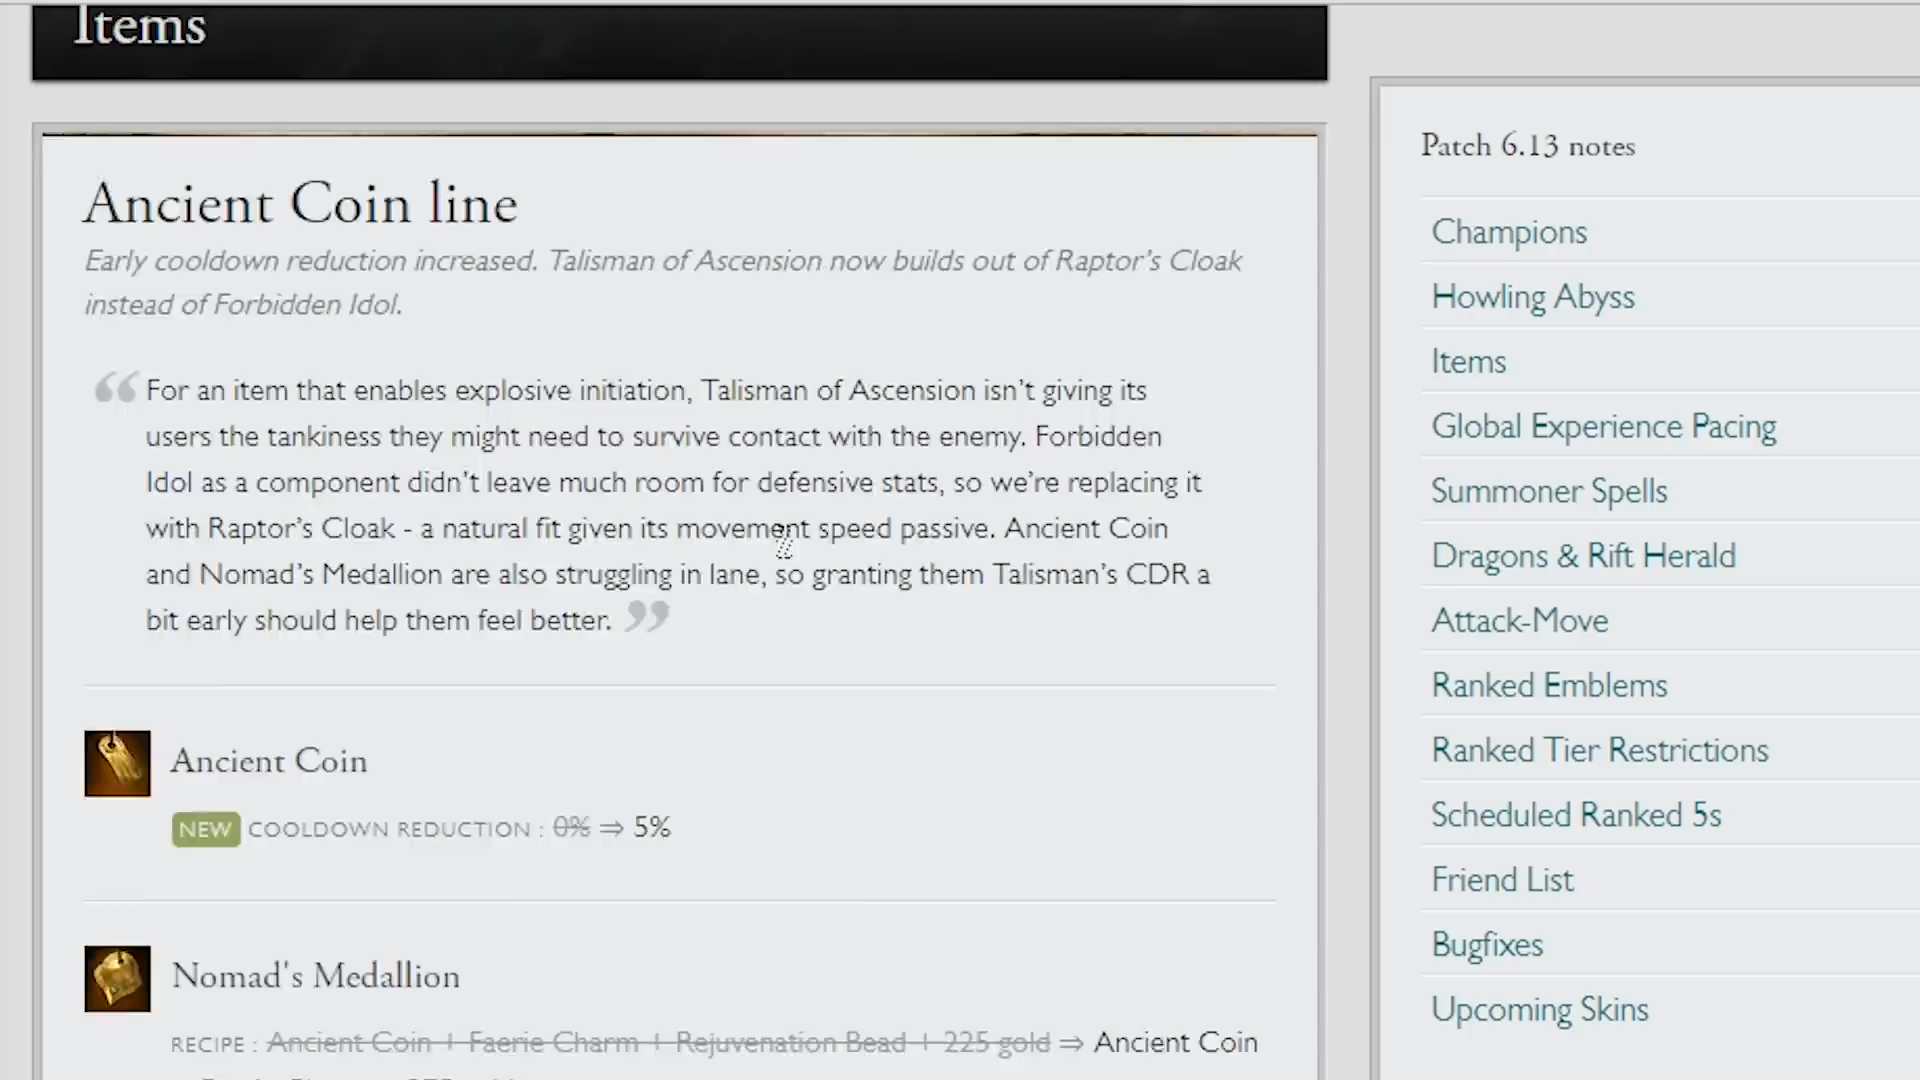 Items
Ancient Coin line
Early cooldown reduction increased. Talisman of Ascension now builds out of Raptor's Cloak
instead of Forbidden Idol.
“ For an item that enables explosive initiation, Talisman of Ascension isn't giving its
users the tankiness they might need to survive contact with the enemy. Forbidden
Idol as a component didn't leave much room for defensive stats, so we're replacing it
with Raptor's Cloak - a natural fit given its movement speed passive. Ancient Coin
and Nomad's Medallion are also struggling in lane, so granting them Talisman's CDR a
bit early should help them feel better. ”
Ancient Coin
NEW COOLDOWN REDUCTION : 0% ⇒ 5%
Nomad's Medallion
RECIPE : Ancient Coin + Faerie Charm + Rejuvenation Bead + 225 gold ⇒ Ancient Coin
Patch 6.13 notes
Champions
Howling Abyss
Items
Global Experience Pacing
Summoner Spells
Dragons & Rift Herald
Attack-Move
Ranked Emblems
Ranked Tier Restrictions
Scheduled Ranked 5s
Friend List
Bugfixes
Upcoming Skins